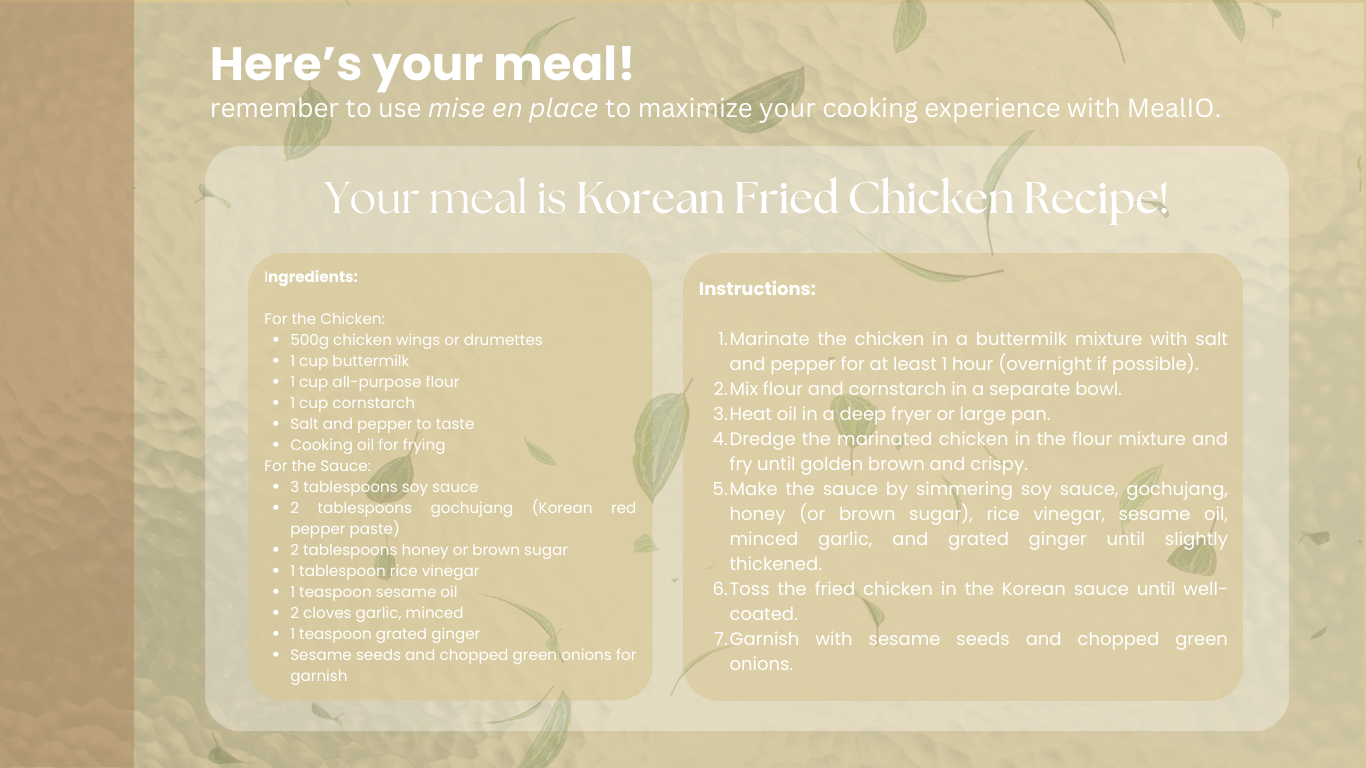 Here’s your meal!
remember to use mise en place to maximize your cooking experience with MealIO.
Your meal is Korean Fried Chicken Recipe!
Ingredients:
For the Chicken:
• 500g chicken wings or drumettes
• 1 cup buttermilk
• 1 cup all-purpose flour
• 1 cup cornstarch
• Salt and pepper to taste
• Cooking oil for frying
For the Sauce:
• 3 tablespoons soy sauce
• 2 tablespoons gochujang (Korean red
pepper paste)
• 2 tablespoons honey or brown sugar
• 1 tablespoon rice vinegar
• 1 teaspoon sesame oil
• 2 cloves garlic, minced
• 1 teaspoon grated ginger
• Sesame seeds and chopped green onions for
garnish
Instructions:
1. Marinate the chicken in a buttermilk mixture with salt
and pepper for at least 1 hour (overnight if possible).
2. Mix flour and cornstarch in a separate bowl.
3. Heat oil in a deep fryer or large pan.
4. Dredge the marinated chicken in the flour mixture and
fry until golden brown and crispy.
5. Make the sauce by simmering soy sauce, gochujang,
honey (or brown sugar), rice vinegar, sesame oil,
minced garlic, and grated ginger until slightly
thickened.
6. Toss the fried chicken in the Korean sauce until well-
coated.
7. Garnish with sesame seeds and chopped green
onions.